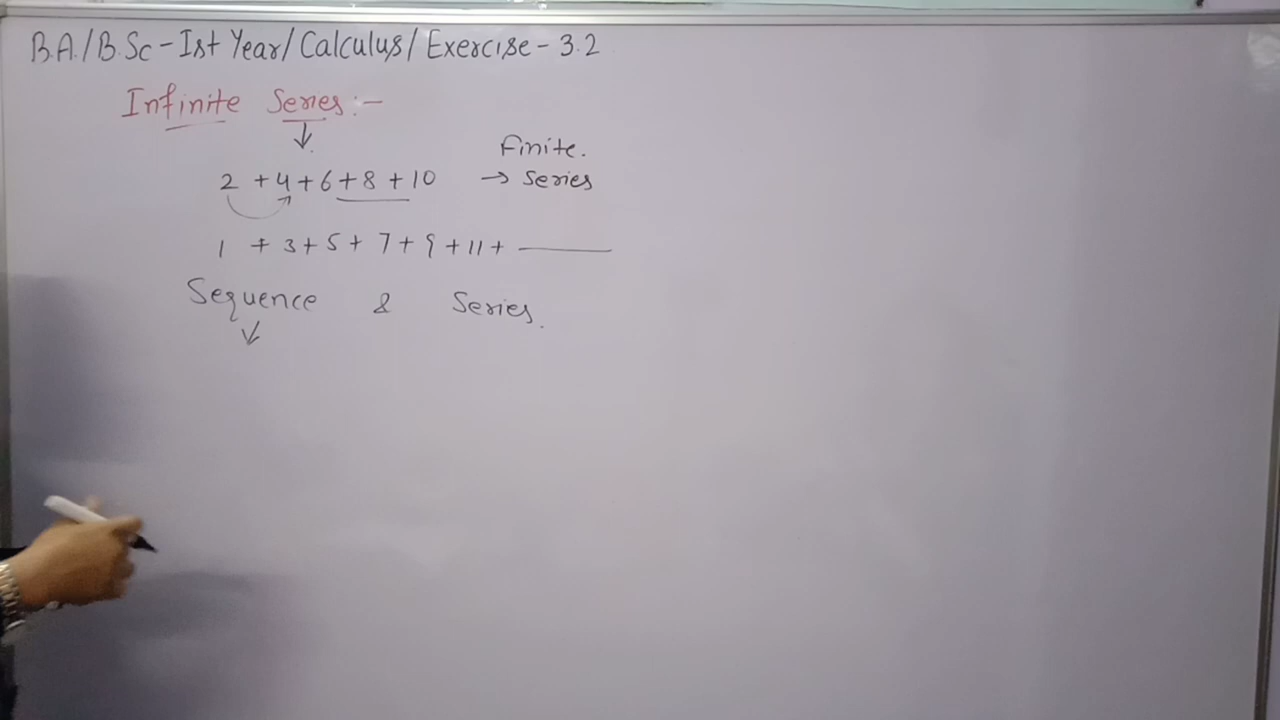 B.A./B.Sc-Ist Year/Calculus/Exercise-3.2
Infinite Series:-
Finite.
2 +4+6+8+10 → Series
1 + 3+5+7+9+11+ ———
Sequence & Series.